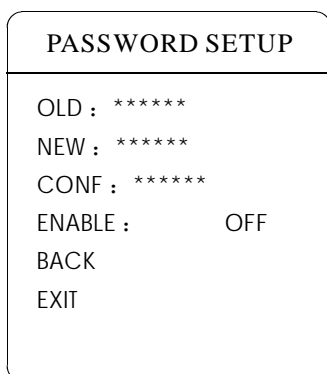 PASSWORD SETUP
OLD：******
NEW：******
CONF：******
ENABLE： OFF
BACK
EXIT